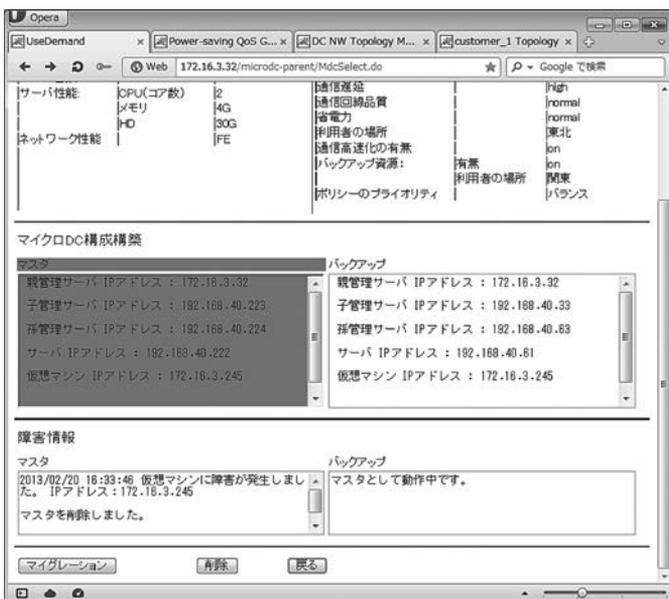 Opera
UseDemand
Power-saving QoS G...
DC NW Topology M...
customer_1 Topology
Web 172.16.3.32/microdc-parent/MdcSelect.do
Google で検索
サーバ性能: CPU(コア数) 2
メモリ 4G
HD 30G
ネットワーク性能 FE
通信遅延 high
通信回線品質 normal
省電力 normal
利用者の場所 東北
通信高速化の有無 on
バックアップ資源: 有無 on
利用者の場所 関東
ポリシーのプライオリティ バランス
マイクロDC構成構築
マスタ
親管理サーバ IPアドレス : 172.16.3.32
子管理サーバ IPアドレス : 192.168.40.223
孫管理サーバ IPアドレス : 192.168.40.224
サーバ IPアドレス : 192.168.40.222
仮想マシン IPアドレス : 172.16.3.245
バックアップ
親管理サーバ IPアドレス : 172.16.3.32
子管理サーバ IPアドレス : 192.168.40.33
孫管理サーバ IPアドレス : 192.168.40.63
サーバ IPアドレス : 192.168.40.61
仮想マシン IPアドレス : 172.16.3.245
障害情報
マスタ
2013/02/20 16:33:46 仮想マシンに障害が発生しまし
た。 IPアドレス:172.16.3.245
マスタを削除しました。
バックアップ
マスタとして動作中です。
マイグレーション
削除
戻る